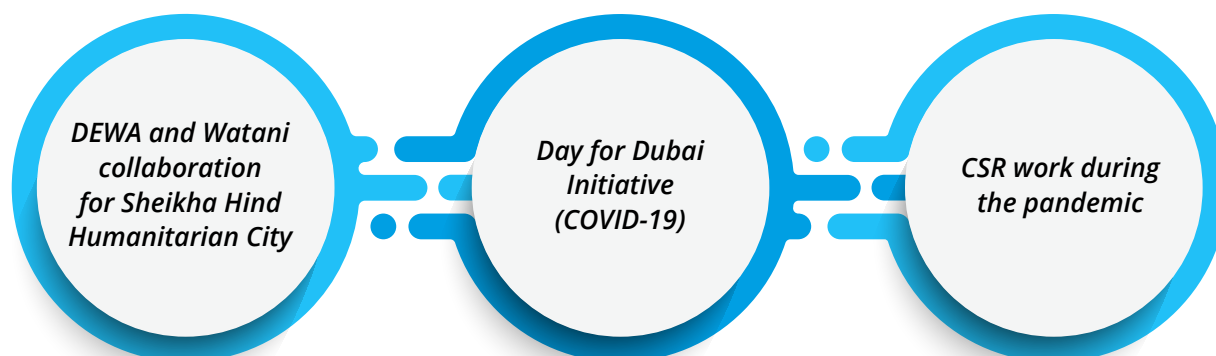 DEWA and Watani
collaboration
for Sheikha Hind
Humanitarian City
Day for Dubai
Initiative
(COVID-19)
CSR work during
the pandemic